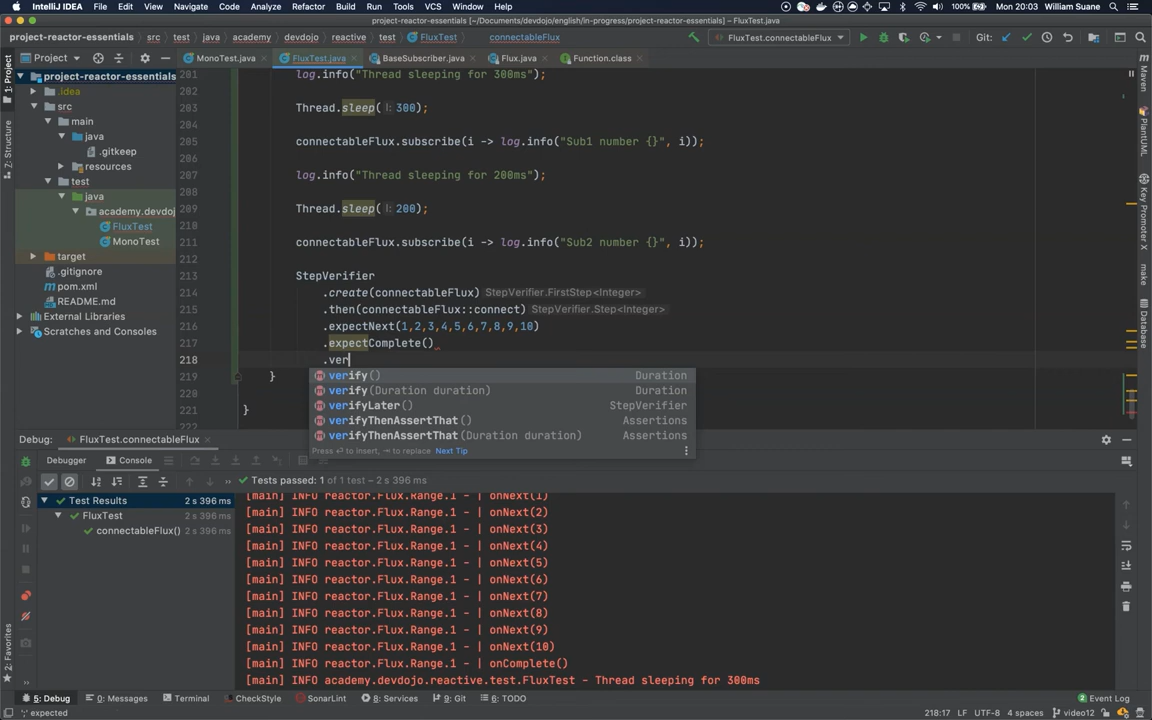 IntelliJ IDEA File Edit View Navigate Code Analyze Refactor Build Run Tools VCS Window Help 100% Mon 20:03 William Suane
project-reactor-essentials [~/Documents/devdojo/english/in-progress/project-reactor-essentials] – FluxTest.java
project-reactor-essentials src test java academy devdojo reactive test FluxTest connectableFlux FluxTest.connectableFlux Git:
Project MonoTest.java FluxTest.java BaseSubscriber.java Flux.java Function.class
project-reactor-essentials
.idea
src
main
java
.gitkeep
resources
test
java
academy.devdoj
FluxTest
MonoTest
target
.gitignore
pom.xml
README.md
External Libraries
Scratches and Consoles
201 log.info("Thread sleeping for 300ms");
202
203 Thread.sleep( l: 300);
204
205 connectableFlux.subscribe(i -> log.info("Sub1 number {}", i));
206
207 log.info("Thread sleeping for 200ms");
208
209 Thread.sleep( l: 200);
210
211 connectableFlux.subscribe(i -> log.info("Sub2 number {}", i));
212
213 StepVerifier
214 .create(connectableFlux) StepVerifier.FirstStep<Integer>
215 .then(connectableFlux::connect) StepVerifier.Step<Integer>
216 .expectNext(1,2,3,4,5,6,7,8,9,10)
217 .expectComplete()
218 .ver
219 }
220
221 }
222
verify() Duration
verify(Duration duration) Duration
verifyLater() StepVerifier
verifyThenAssertThat() Assertions
verifyThenAssertThat(Duration duration) Assertions
Press ⏎ to insert, ⇥ to replace Next Tip
1: Project
7: Structure
2: Favorites
Maven
PlantUML
Key Promoter X
make
Database
Debug: FluxTest.connectableFlux
Debugger Console
Tests passed: 1 of 1 test – 2 s 396 ms
Test Results 2 s 396 ms
FluxTest 2 s 396 ms
connectableFlux() 2 s 396 ms
[main] INFO reactor.Flux.Range.1 - | onNext(1)
[main] INFO reactor.Flux.Range.1 - | onNext(2)
[main] INFO reactor.Flux.Range.1 - | onNext(3)
[main] INFO reactor.Flux.Range.1 - | onNext(4)
[main] INFO reactor.Flux.Range.1 - | onNext(5)
[main] INFO reactor.Flux.Range.1 - | onNext(6)
[main] INFO reactor.Flux.Range.1 - | onNext(7)
[main] INFO reactor.Flux.Range.1 - | onNext(8)
[main] INFO reactor.Flux.Range.1 - | onNext(9)
[main] INFO reactor.Flux.Range.1 - | onNext(10)
[main] INFO reactor.Flux.Range.1 - | onComplete()
[main] INFO academy.devdojo.reactive.test.FluxTest - Thread sleeping for 300ms
5: Debug 0: Messages Terminal CheckStyle SonarLint 8: Services 9: Git 6: TODO Event Log
expected 218:17 LF UTF-8 4 spaces video12